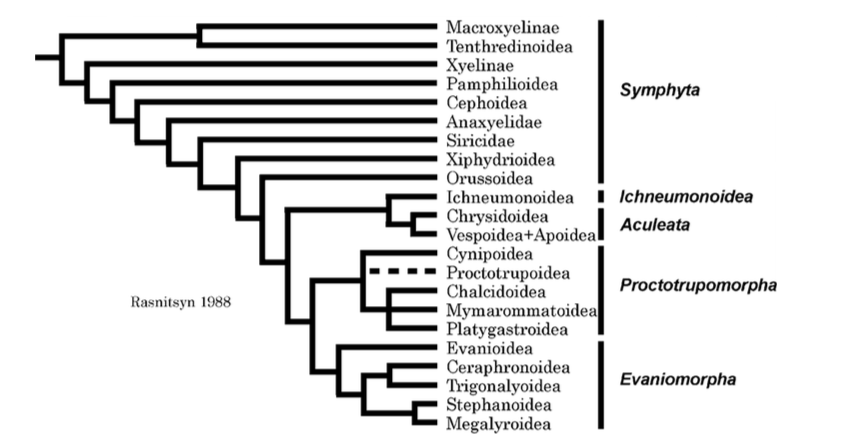 Macroxyelinae
Tenthredinoidea
Xyelinae
Pamphilioidea
Cephoidea
Symphyta
Anaxyelidae
Siricidae
Xiphydrioidea
Orussoidea
Ichneumonoidea
Ichneumonoidea
Chrysidoidea
Aculeata
Vespoidea+Apoidea
Cynipoidea
Proctotrupoidea
Proctotrupomorpha
Chalcidoidea
Rasnitsyn 1988
Mymarommatoidea
Platygastroidea
Evanioidea
Ceraphronoidea
Evaniomorpha
Trigonalyoidea
Stephanoidea
Megalyroidea